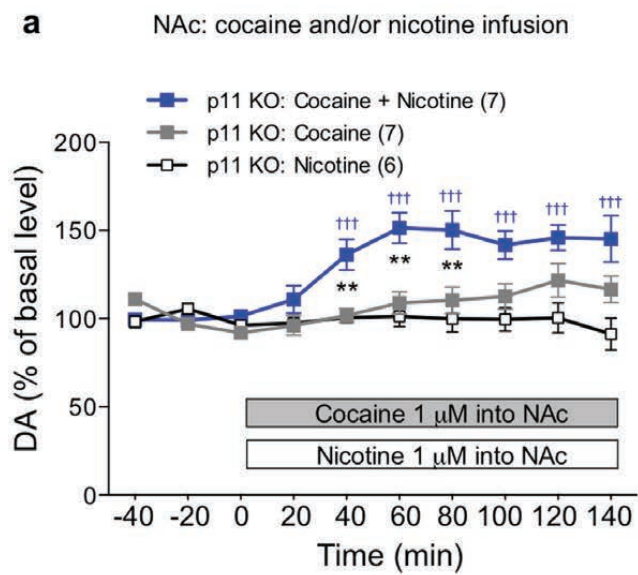 a
NAc: cocaine and/or nicotine infusion
p11 KO: Cocaine + Nicotine (7)
p11 KO: Cocaine (7)
p11 KO: Nicotine (6)
DA (% of basal level)
200
150
100
50
0
††† ††† ††† ††† ††† †††
** ** **
Cocaine 1 μM into NAc
Nicotine 1 μM into NAc
-40 -20 0 20 40 60 80 100 120 140
Time (min)